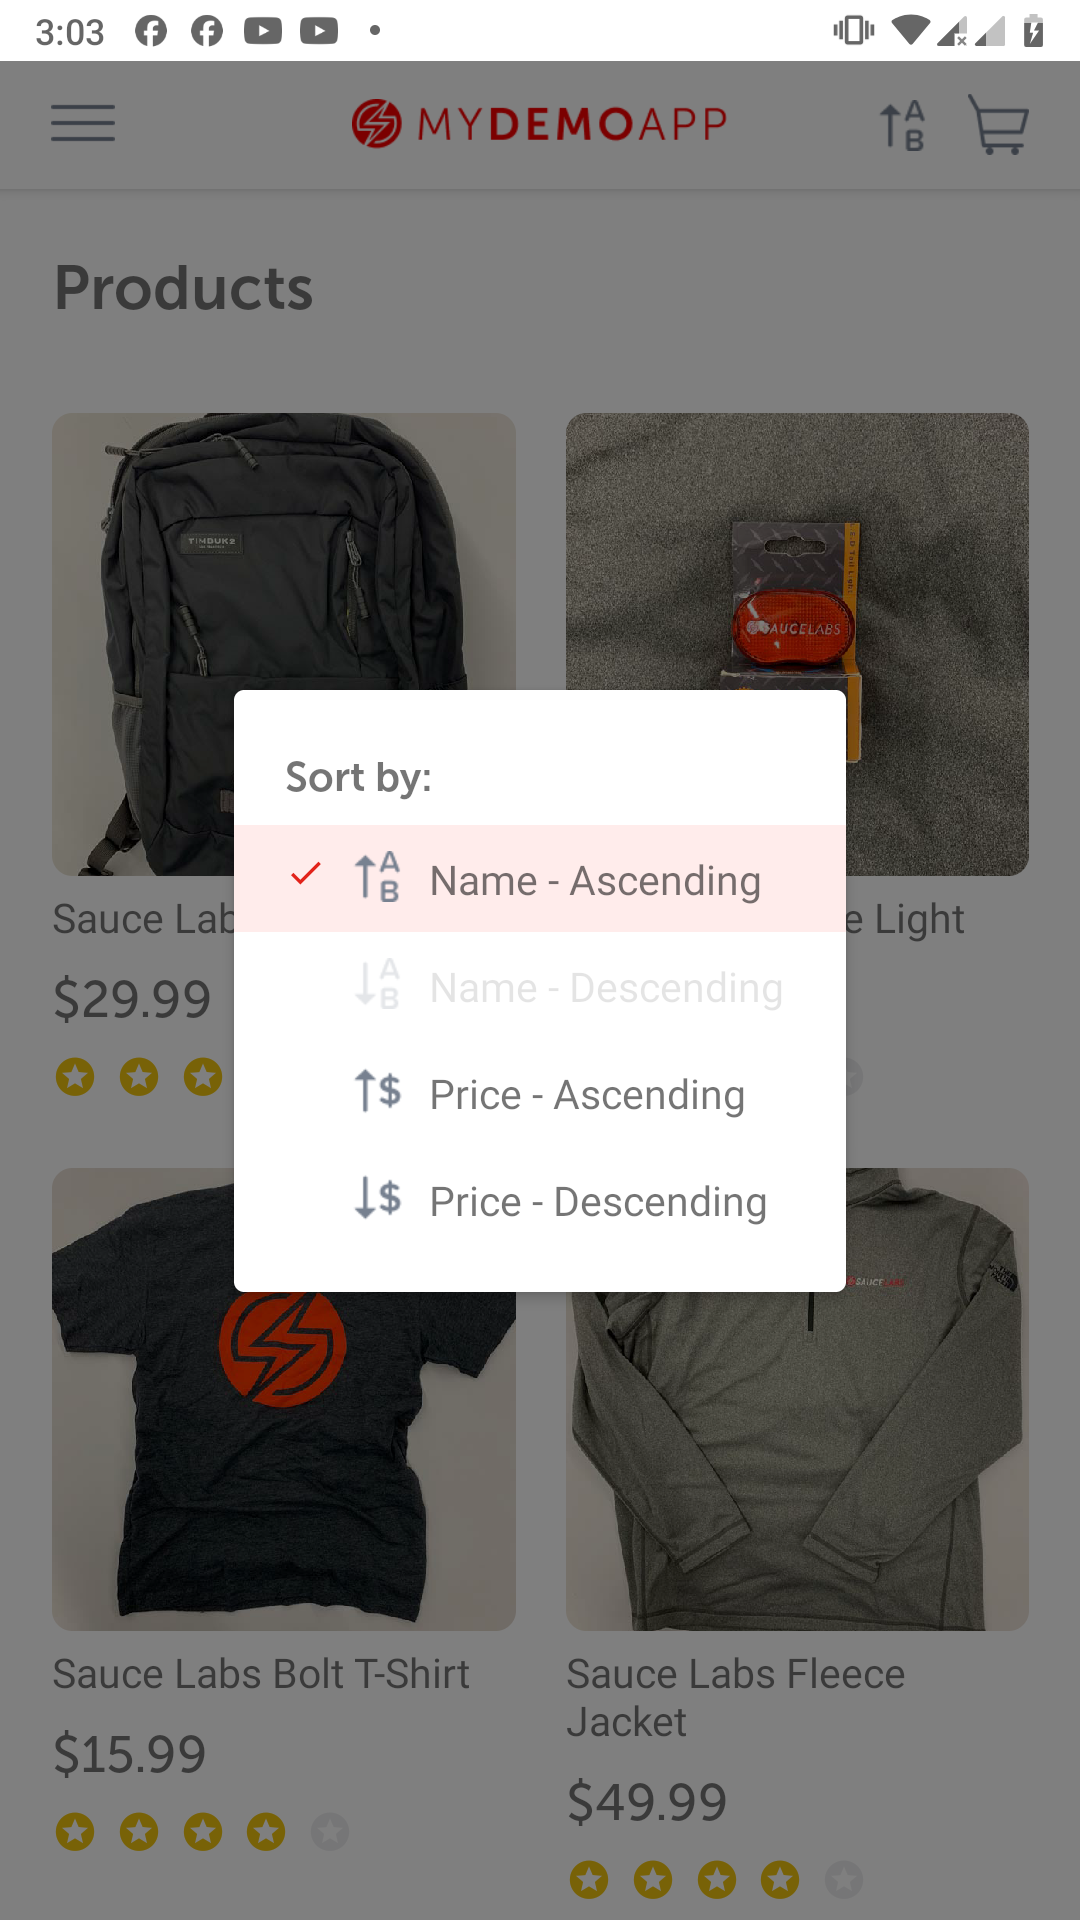 3:03
MYDEMOAPP
A
B
Products
TIMBUK2
SAUCELABS
Sort by:
A
B
Name - Ascending
A
B
Name - Descending
$
Price - Ascending
$
Price - Descending
Sauce Lab
e Light
$29.99
SAUCELABS
Sauce Labs Bolt T-Shirt
Sauce Labs Fleece
Jacket
$15.99
$49.99